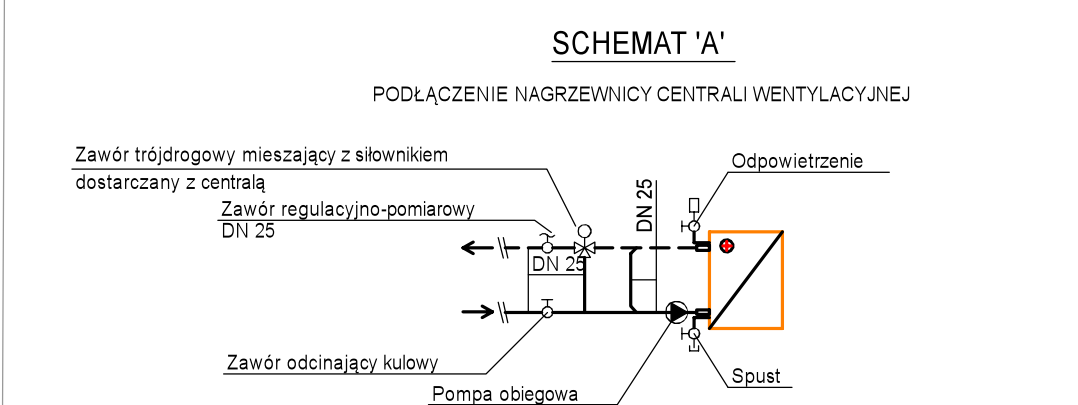 SCHEMAT 'A'
PODŁĄCZENIE NAGRZEWNICY CENTRALI WENTYLACYJNEJ
Zawór trójdrogowy mieszający z siłownikiem
dostarczany z centralą
Odpowietrzenie
Zawór regulacyjno-pomiarowy
DN 25
DN 25
DN 25
Zawór odcinający kulowy
Spust
Pompa obiegowa